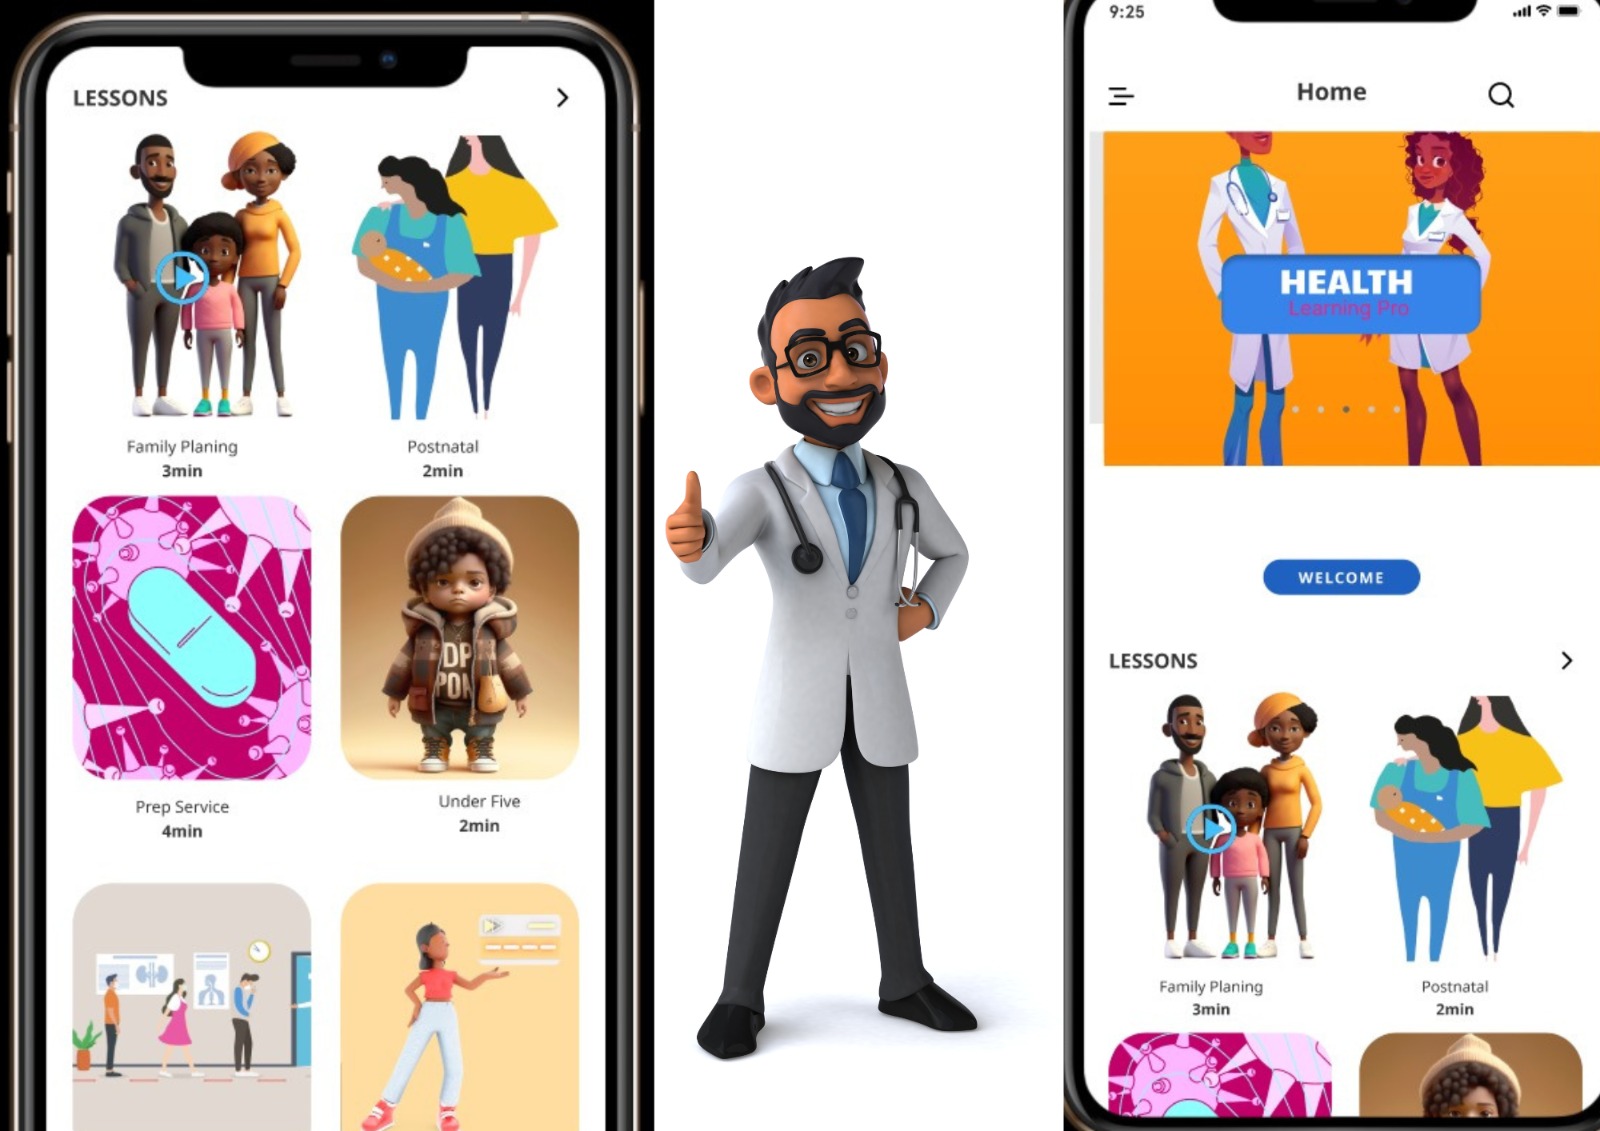 LESSONS
Family Planing
3min
Postnatal
2min
Prep Service
4min
Under Five
2min
9:25
Home
HEALTH
Learning Pro
WELCOME
LESSONS
Family Planing
3min
Postnatal
2min